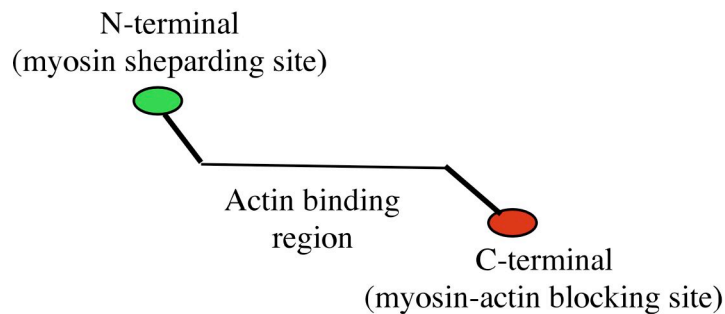 N-terminal
(myosin sheparding site)
Actin binding
region
C-terminal
(myosin-actin blocking site)